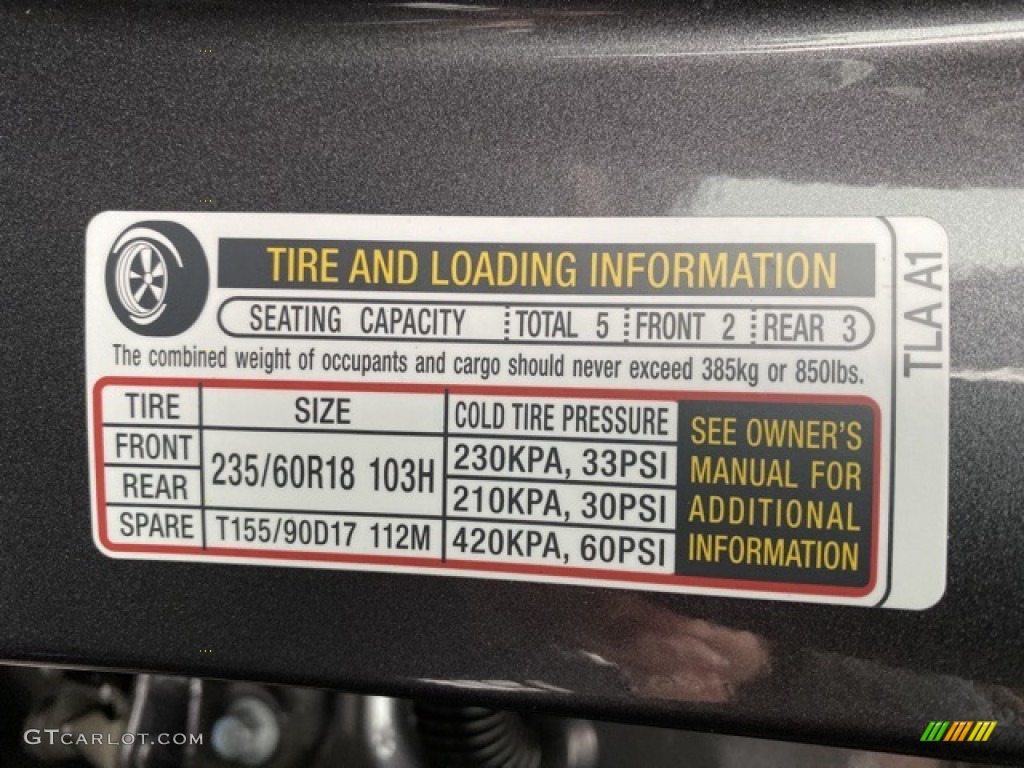 TIRE AND LOADING INFORMATION
SEATING CAPACITY TOTAL 5 FRONT 2 REAR 3
The combined weight of occupants and cargo should never exceed 385kg or 850lbs.
TIRE SIZE COLD TIRE PRESSURE
FRONT 235/60R18 103H 230KPA, 33PSI
REAR 210KPA, 30PSI
SPARE T155/90D17 112M 420KPA, 60PSI
SEE OWNER'S
MANUAL FOR
ADDITIONAL
INFORMATION
TLA A1
GTCARLOT.COM